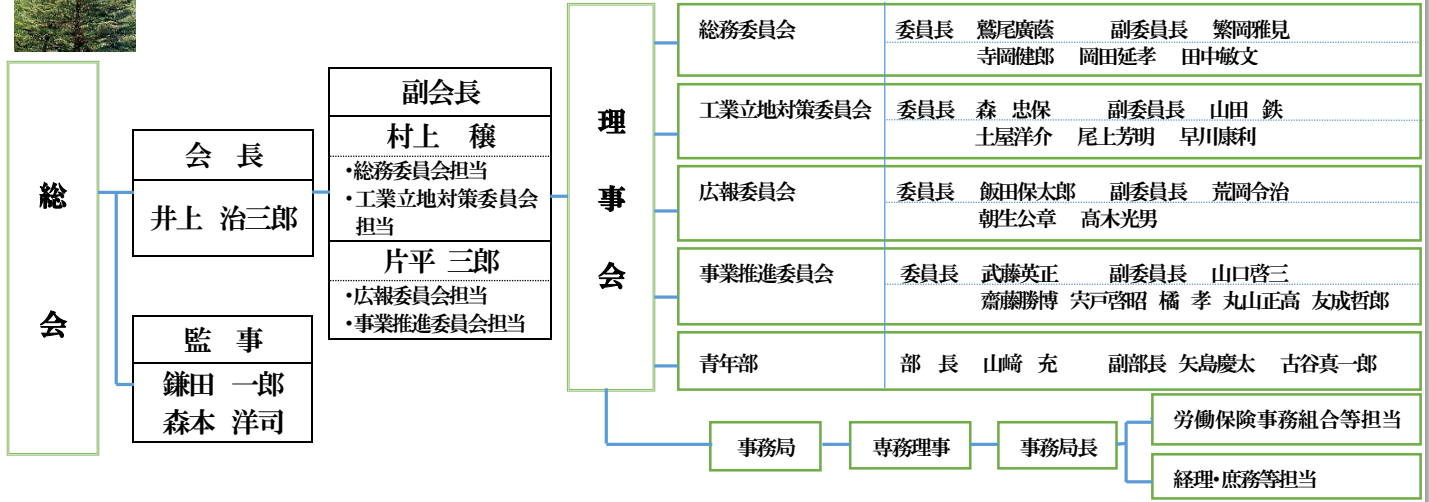 総
会
会 長
井上 治三郎
監 事
鎌田 一郎
森本 洋司
副会長
村上 穣
・総務委員会担当
・工業立地対策委員会
担当
片平 三郎
・広報委員会担当
・事業推進委員会担当
理
事
会
総務委員会 委員長 鷲尾廣蔭 副委員長 繁岡雅見
寺岡健郎 岡田延孝 田中敏文
工業立地対策委員会 委員長 森 忠保 副委員長 山田 鉄
土屋洋介 尾上芳明 早川康利
広報委員会 委員長 飯田保太郎 副委員長 荒岡令治
朝生公章 髙木光男
事業推進委員会 委員長 武藤英正 副委員長 山口啓三
齋藤勝博 宍戸啓昭 橘 孝 丸山正高 友成哲郎
青年部 部 長 山﨑 充 副部長 矢島慶太 古谷真一郎
事務局
専務理事
事務局長
労働保険事務組合等担当
経理・庶務等担当